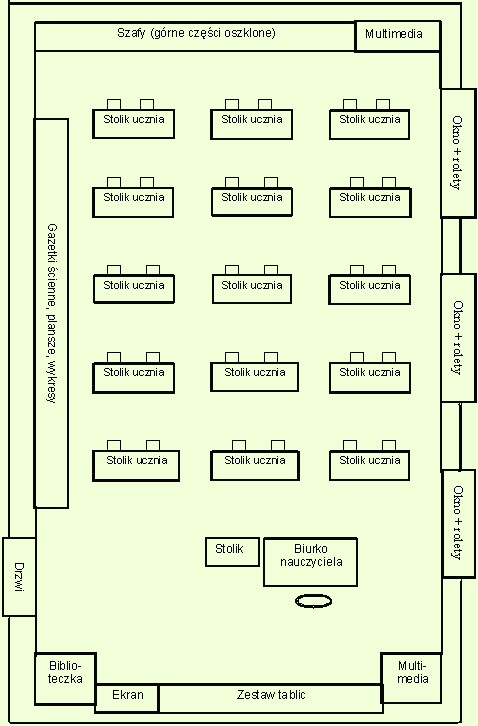 Szafy (górne części oszklone)
Multimedia
Stolik ucznia
Stolik ucznia
Stolik ucznia
Okno + rolety
Stolik ucznia
Stolik ucznia
Stolik ucznia
Gazetki ścienne, plansze, wykresy
Stolik ucznia
Stolik ucznia
Stolik ucznia
Okno + rolety
Stolik ucznia
Stolik ucznia
Stolik ucznia
Stolik ucznia
Stolik ucznia
Stolik ucznia
Okno + rolety
Stolik
Biurko
nauczyciela
Drzwi
Biblio-
teczka
Ekran
Zestaw tablic
Multi-
media